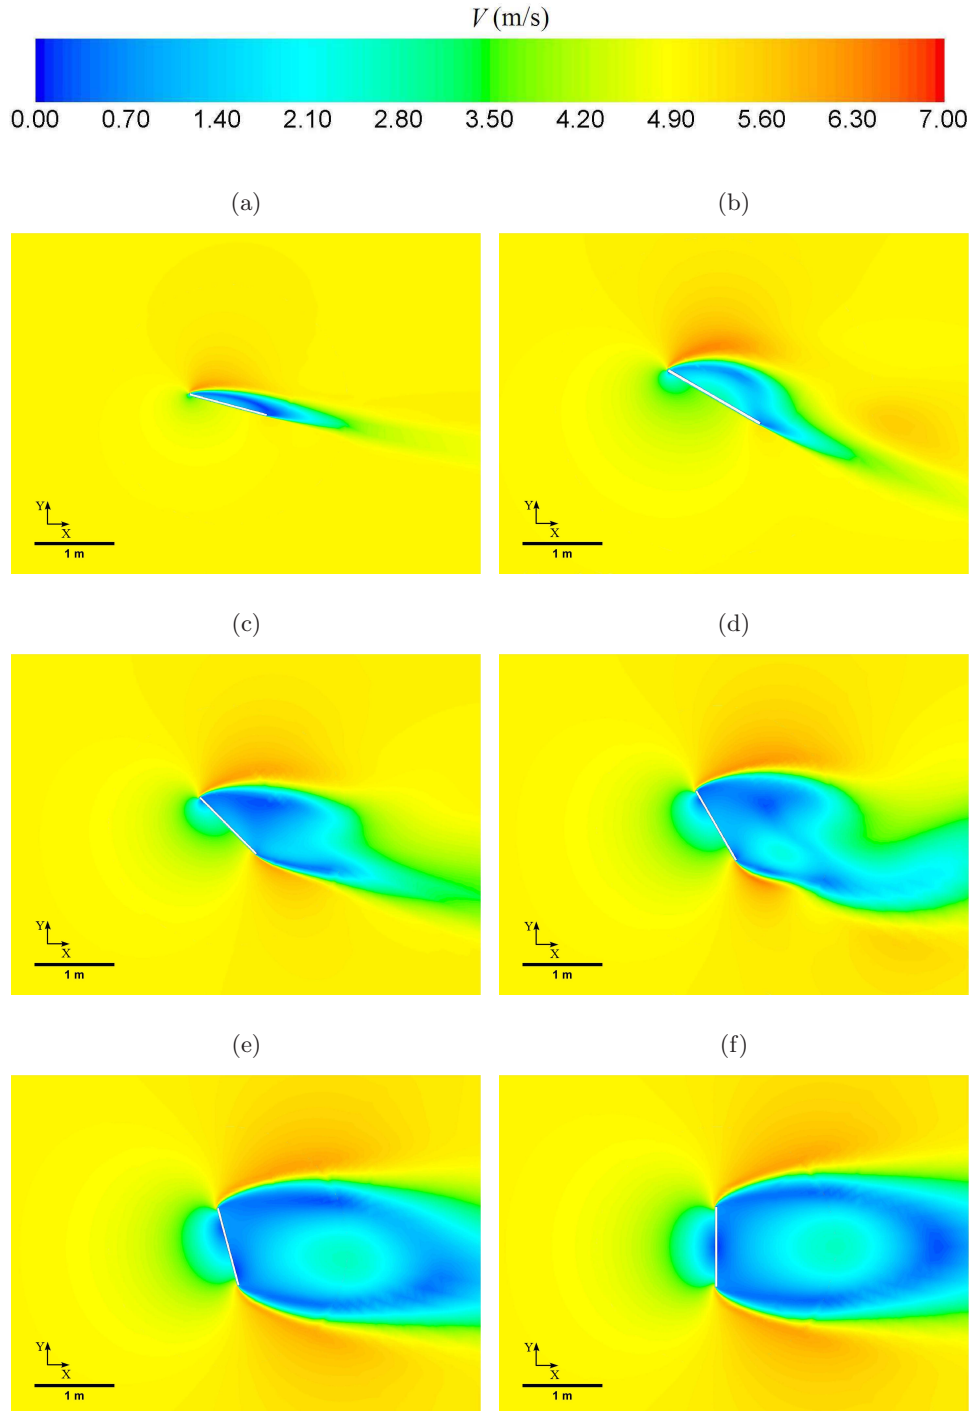 V (m/s)
0.00 0.70 1.40 2.10 2.80 3.50 4.20 4.90 5.60 6.30 7.00
(a) (b)
Y X 1 m Y X 1 m
(c) (d)
Y X 1 m Y X 1 m
(e) (f)
Y X 1 m Y X 1 m